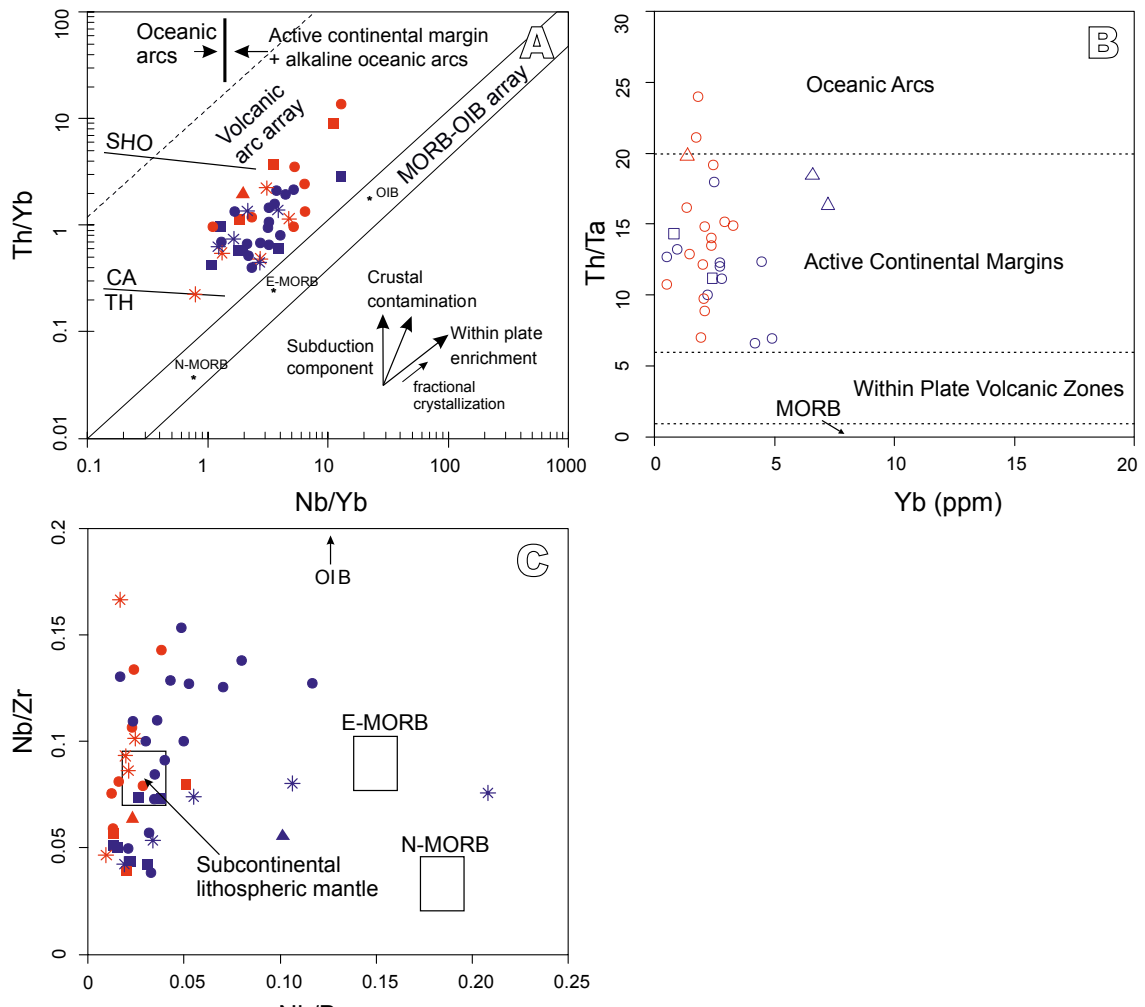 100
10
1
0.1
0.01
Th/Yb
Oceanic
arcs
Active continental margin
+ alkaline oceanic arcs
A
SHO
Volcanic
arc array
MORB-OIB array
OIB
E-MORB
N-MORB
CA
TH
Crustal
contamination
Subduction
component
Within plate
enrichment
fractional
crystallization
0.1
1
10
100
1000
Nb/Yb
30
25
20
15
10
5
0
Th/Ta
B
Oceanic Arcs
Active Continental Margins
Within Plate Volcanic Zones
MORB
0
5
10
15
20
Yb (ppm)
0.2
0.15
0.1
0.05
0
Nb/Zr
OIB
C
E-MORB
N-MORB
Subcontinental
lithospheric mantle
0
0.05
0.10
0.15
0.20
0.25